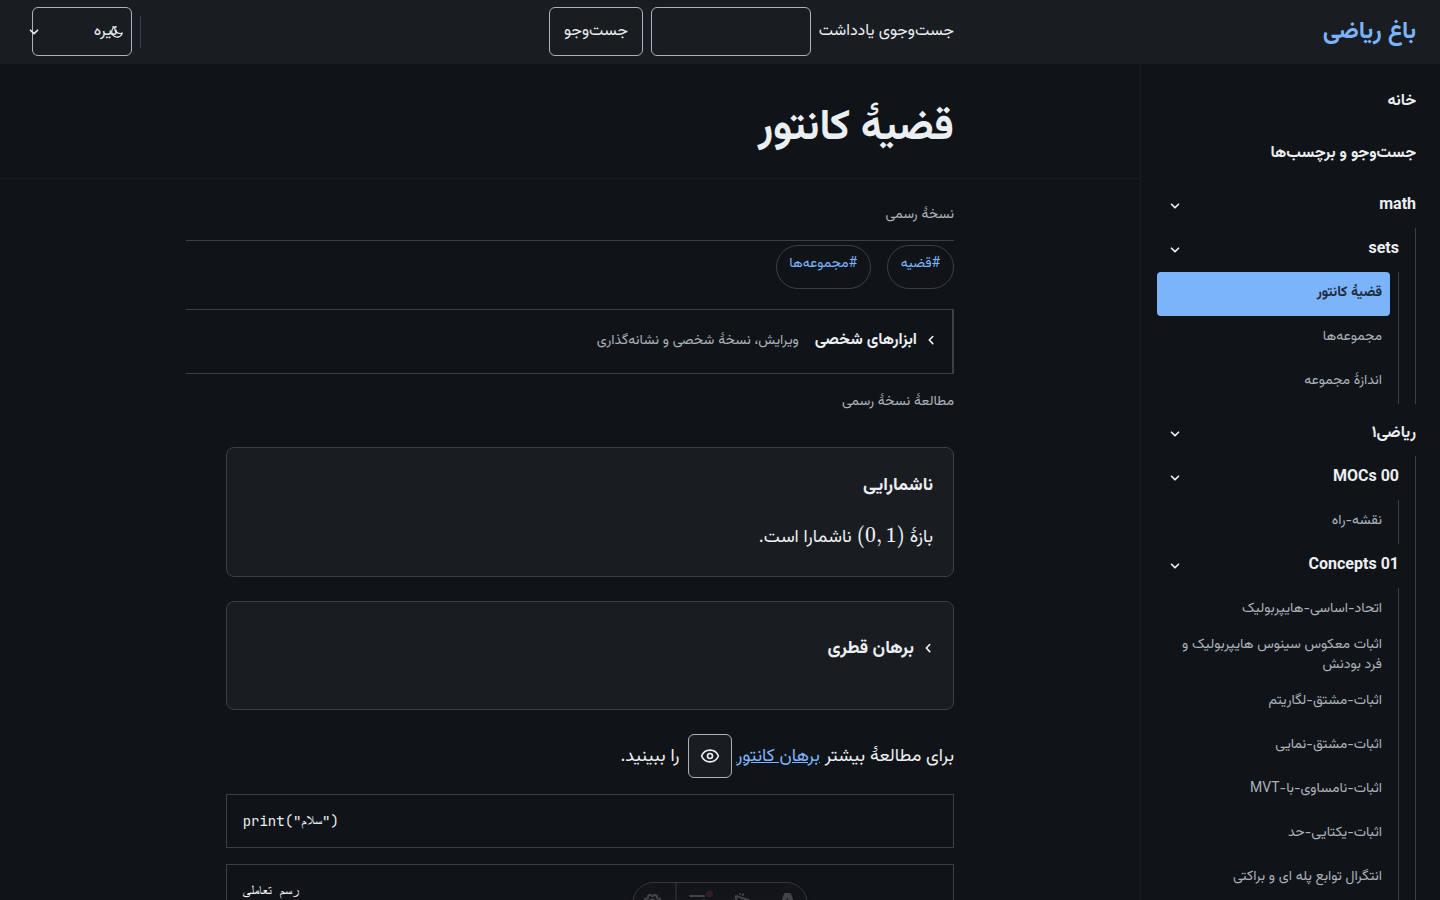 باغ ریاضی
جست‌وجوی یادداشت
جست‌وجو
تیره
خانه
جست‌وجو و برچسب‌ها
math
sets
قضیهٔ کانتور
مجموعه‌ها
اندازهٔ مجموعه
ریاضی۱
MOCs 00
نقشه-راه
Concepts 01
اتحاد-اساسی-هایپربولیک
اثبات معکوس سینوس هایپربولیک و
فرد بودنش
اثبات-مشتق-لگاریتم
اثبات-مشتق-نمایی
اثبات-نامساوی-با-MVT
اثبات-یکتایی-حد
انتگرال توابع پله ای و براکتی
قضیهٔ کانتور
نسخهٔ رسمی
#قضیه
#مجموعه‌ها
ابزارهای شخصی ویرایش، نسخهٔ شخصی و نشانه‌گذاری
مطالعهٔ نسخهٔ رسمی
ناشمارایی
بازهٔ (0, 1) ناشمارا است.
برهان قطری
برای مطالعهٔ بیشتر برهان کانتور را ببینید.
print("سلام")
رسم تعاملی